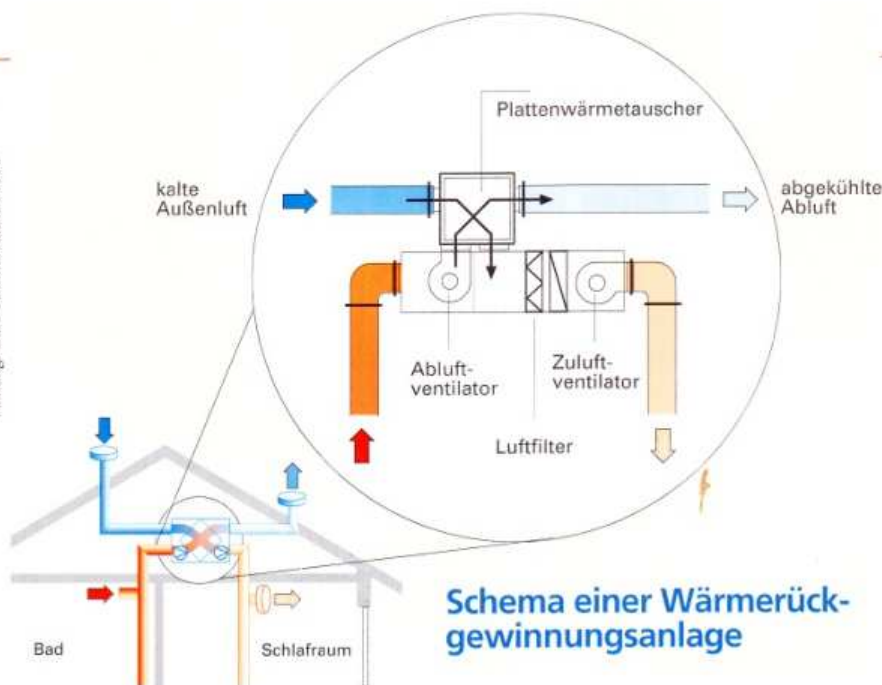 Plattenwärmetauscher
kalte
Außenluft
abgekühlte
Abluft
Abluft-
ventilator
Zuluft-
ventilator
Luftfilter
Bad
Schlafraum
Schema einer Wärmerück-
gewinnungsanlage